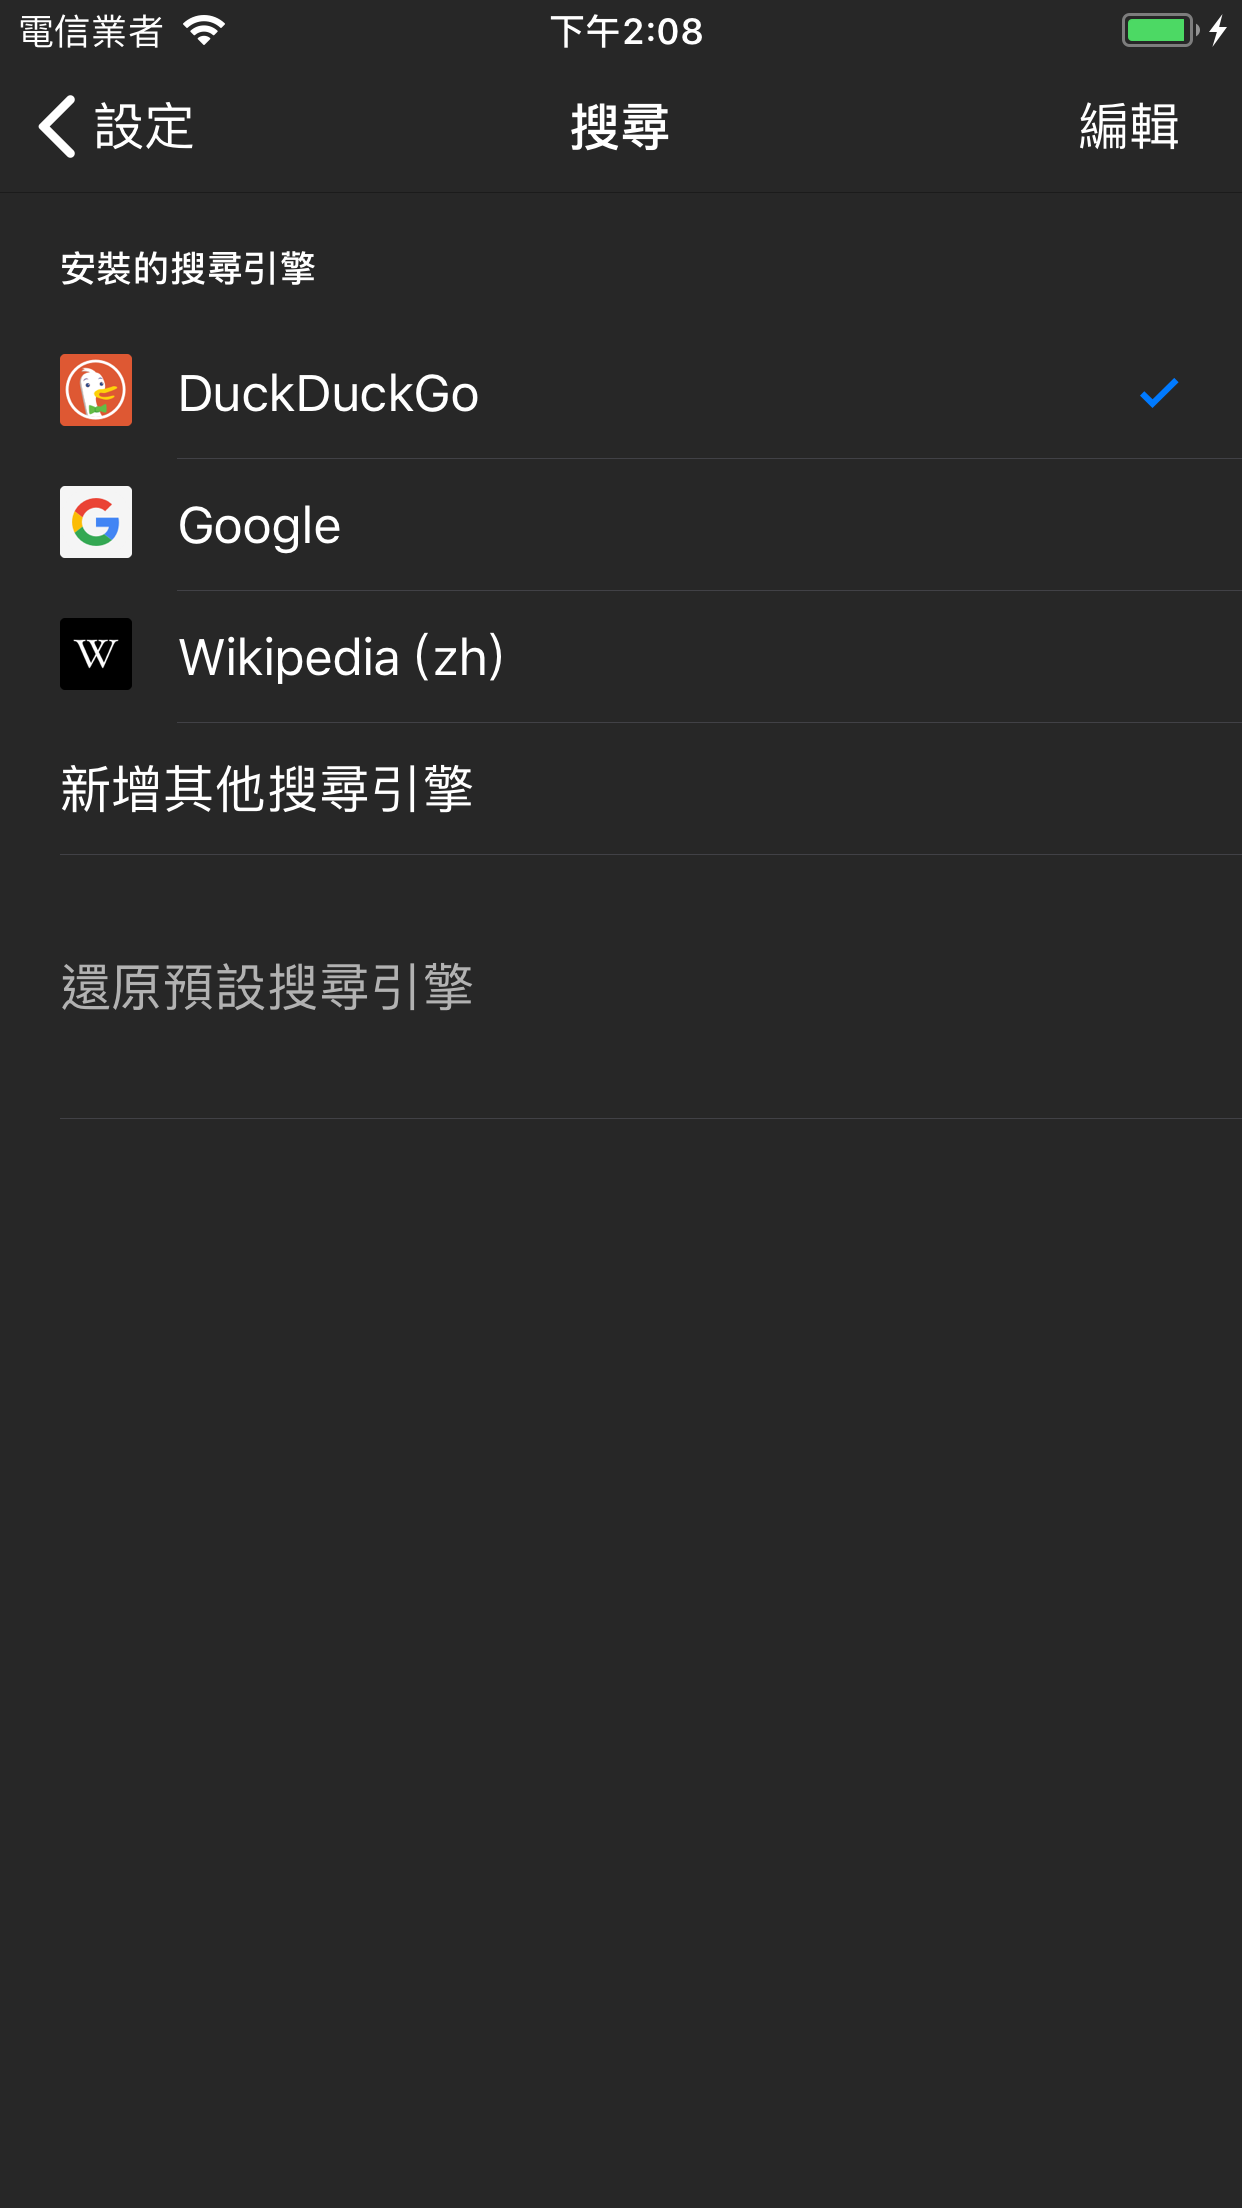 電信業者 下午2:08
設定 搜尋 編輯
安裝的搜尋引擎
DuckDuckGo
Google
W Wikipedia (zh)
新增其他搜尋引擎
還原預設搜尋引擎